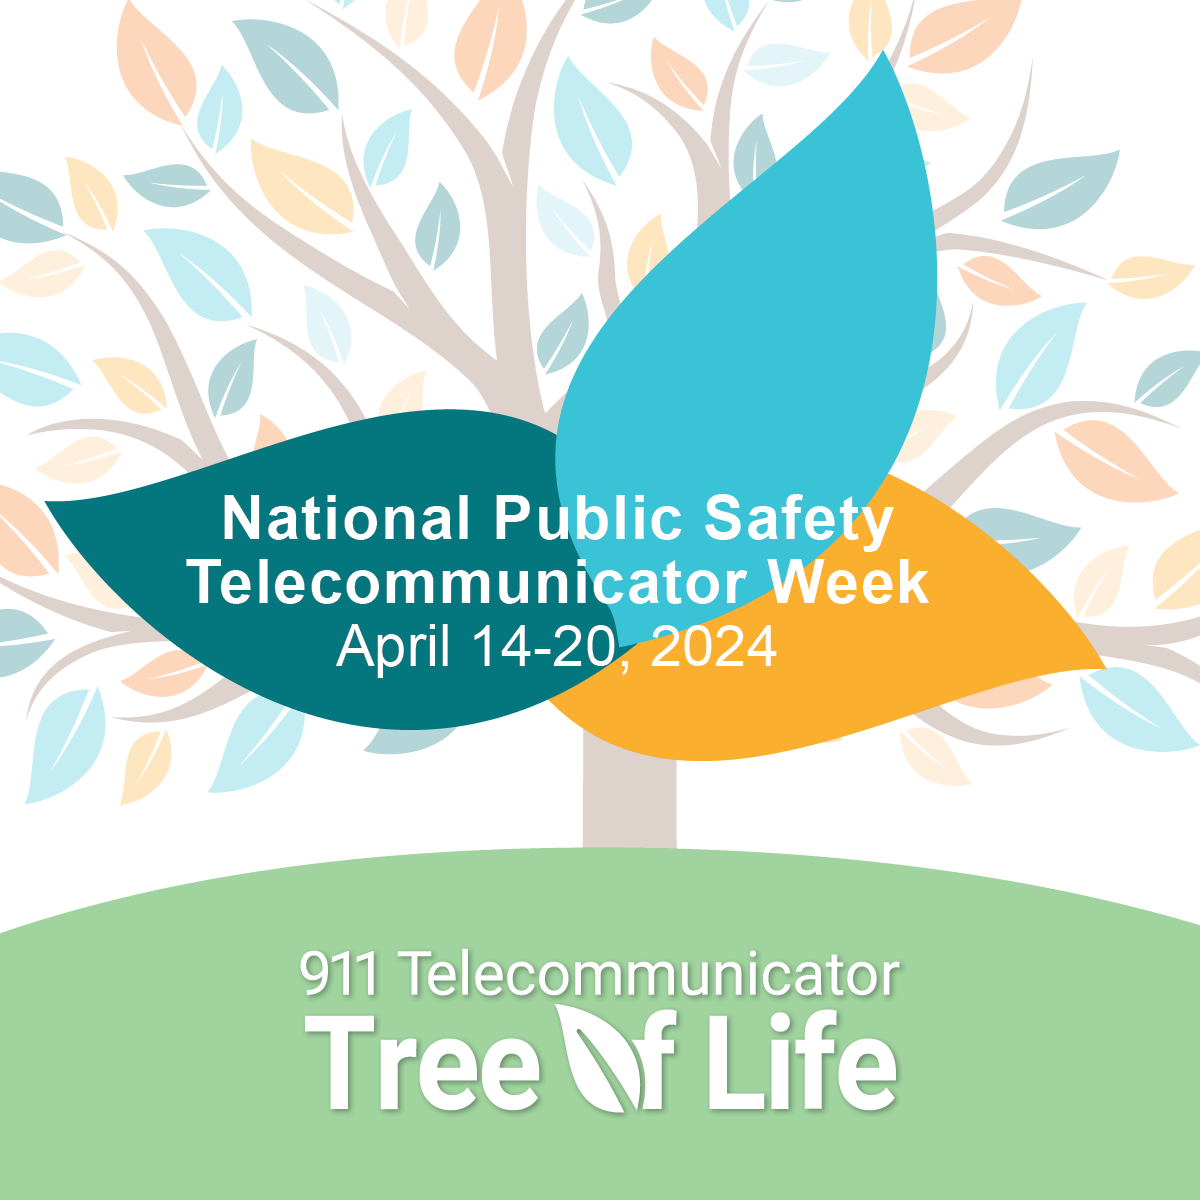 National Public Safety
Telecommunicator Week
April 14-20, 2024
911 Telecommunicator
Tree Of Life